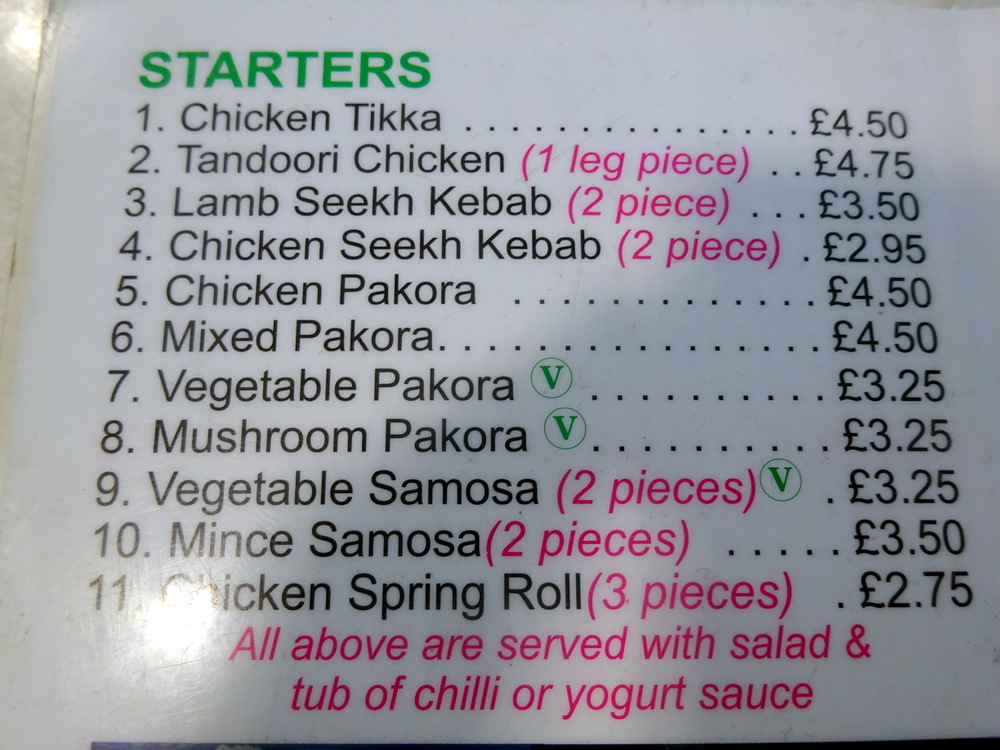 STARTERS
1. Chicken Tikka ................ £4.50
2. Tandoori Chicken (1 leg piece) .. £4.75
3. Lamb Seekh Kebab (2 piece) ... £3.50
4. Chicken Seekh Kebab (2 piece) . £2.95
5. Chicken Pakora .............. £4.50
6. Mixed Pakora................. £4.50
7. Vegetable Pakora V ........... £3.25
8. Mushroom Pakora V.......... £3.25
9. Vegetable Samosa (2 pieces) V . £3.25
10. Mince Samosa(2 pieces) ..... £3.50
11. Chicken Spring Roll(3 pieces) . £2.75
All above are served with salad &
tub of chilli or yogurt sauce